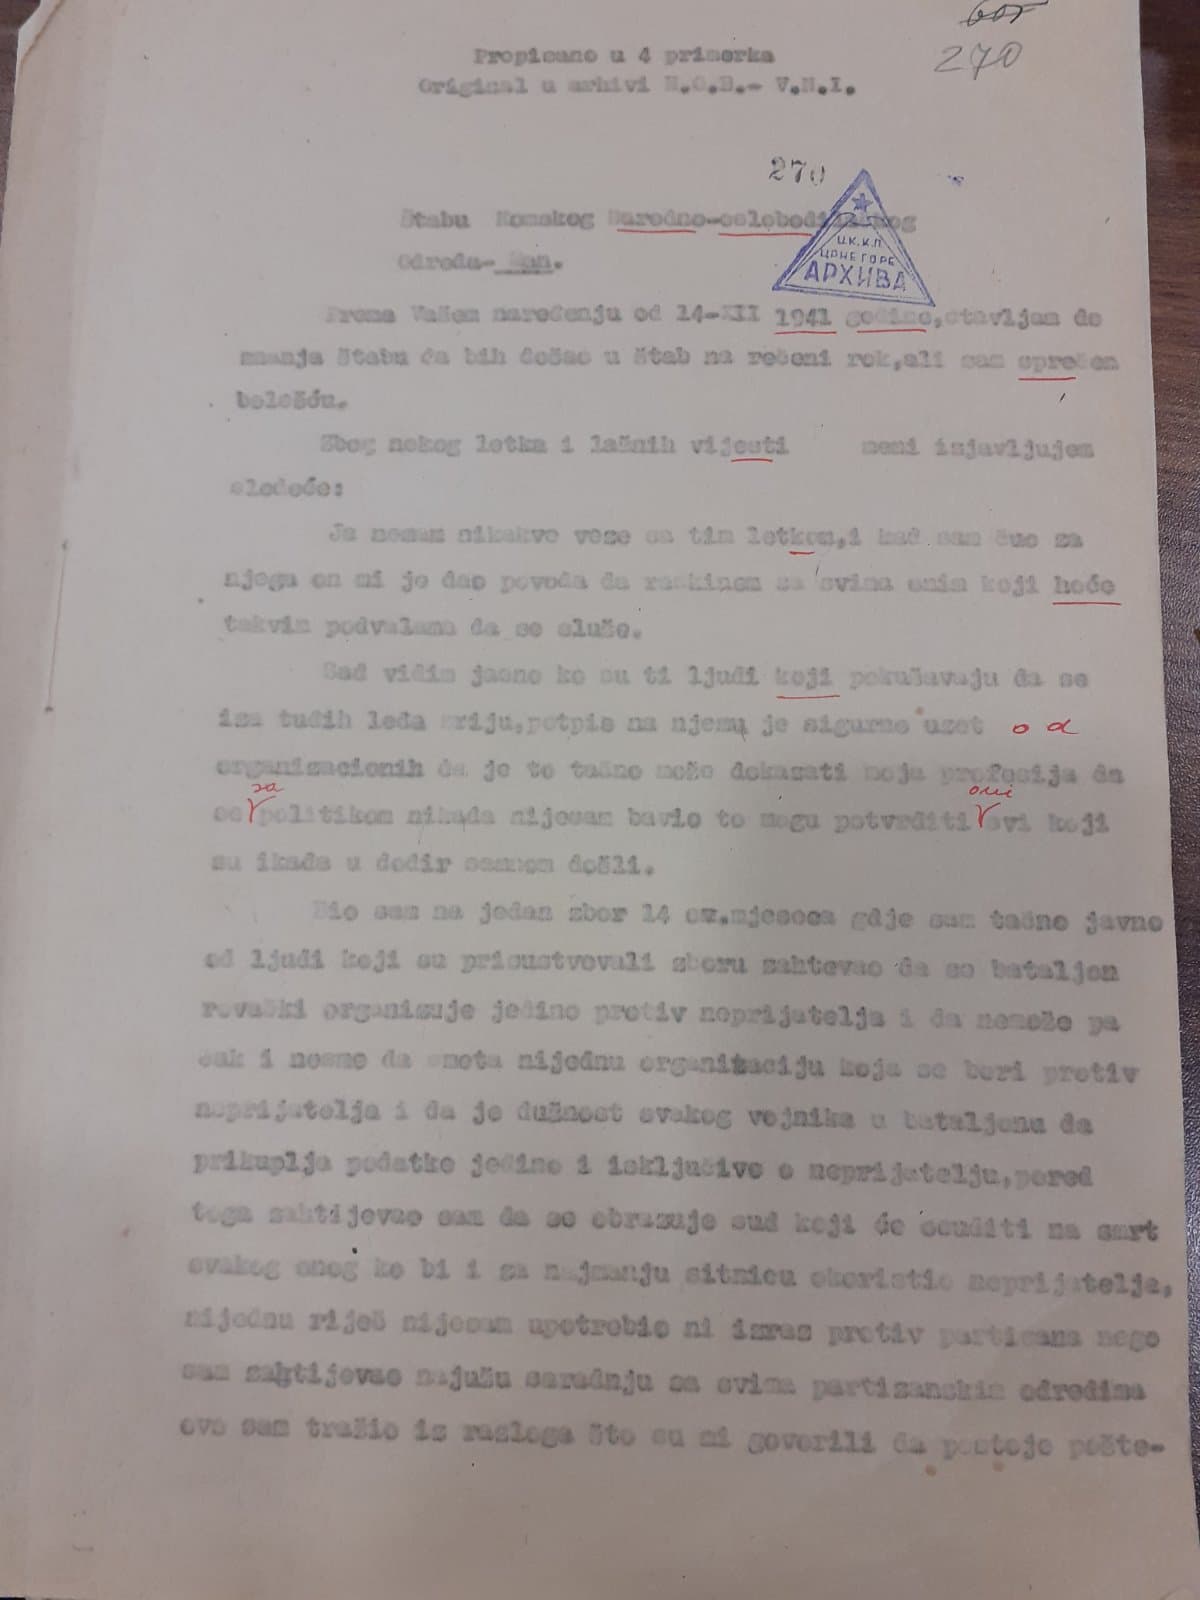 270
Propisano u 4 primerka
Original u arhivi N.O.B.- V.N.I.
270
Ц.К.К.П.
ЦРНЕ ГОРЕ
АРХИВА
Štabu Komskog Narodno-oslobodilačkog
Odreda- Man.
Prema Vašem naređenju od 14-XII 1941 godine,stavljam do
znanja štabu da bih došao u štab na rečeni rok,ali sam sprečen
bolešću.
Zbog nekog letka i lažnih vijesti meni izjavljujem
sledeće:
Ja nemam nikakve veze sa tim letkom,i kad sam čuo za
njega on mi je dao povoda da raskinem sa svima onim koji hoće
takvim podvalama da se služe.
Sad vidim jasno ko su ti ljudi koji pokušavaju da se
iza tuđih leđa kriju,potpis na njemu je sigurno uzet od
organizacionih da je to tačno može dokazati moja profesija da
sa
oni
se politikom nikada nijesam bavio to mogu potvrditi svi koji
su ikada u dodir samnom došli.
Bio sam na jedan zbor 14 ov.mjeseca gdje sam tačno javno
od ljudi koji su prisustvovali zboru zahtevao da se bataljon
rovački organizuje jedino protiv neprijatelja i da nemože pa
čak i nesme da smeta nijednu organizaciju koja se bori protiv
neprijatelja i da je dužnost svakog vojnika u bataljonu da
prikuplja podatke jedino i isključivo o neprijatelju,pored
toga zahtijevao sam da se obrazuje sud koji će osuditi na smrt
svakog onog ko bi i za najmanju sitnicu okoristio neprijatelja,
nijednu riječ nijesam upotrebio ni izraz protiv partizana nego
sam zahtijevao najužu saradnju sa svima partizanskim odredima
ovo sam tražio iz razloga što su mi govorili da postoje pošte-